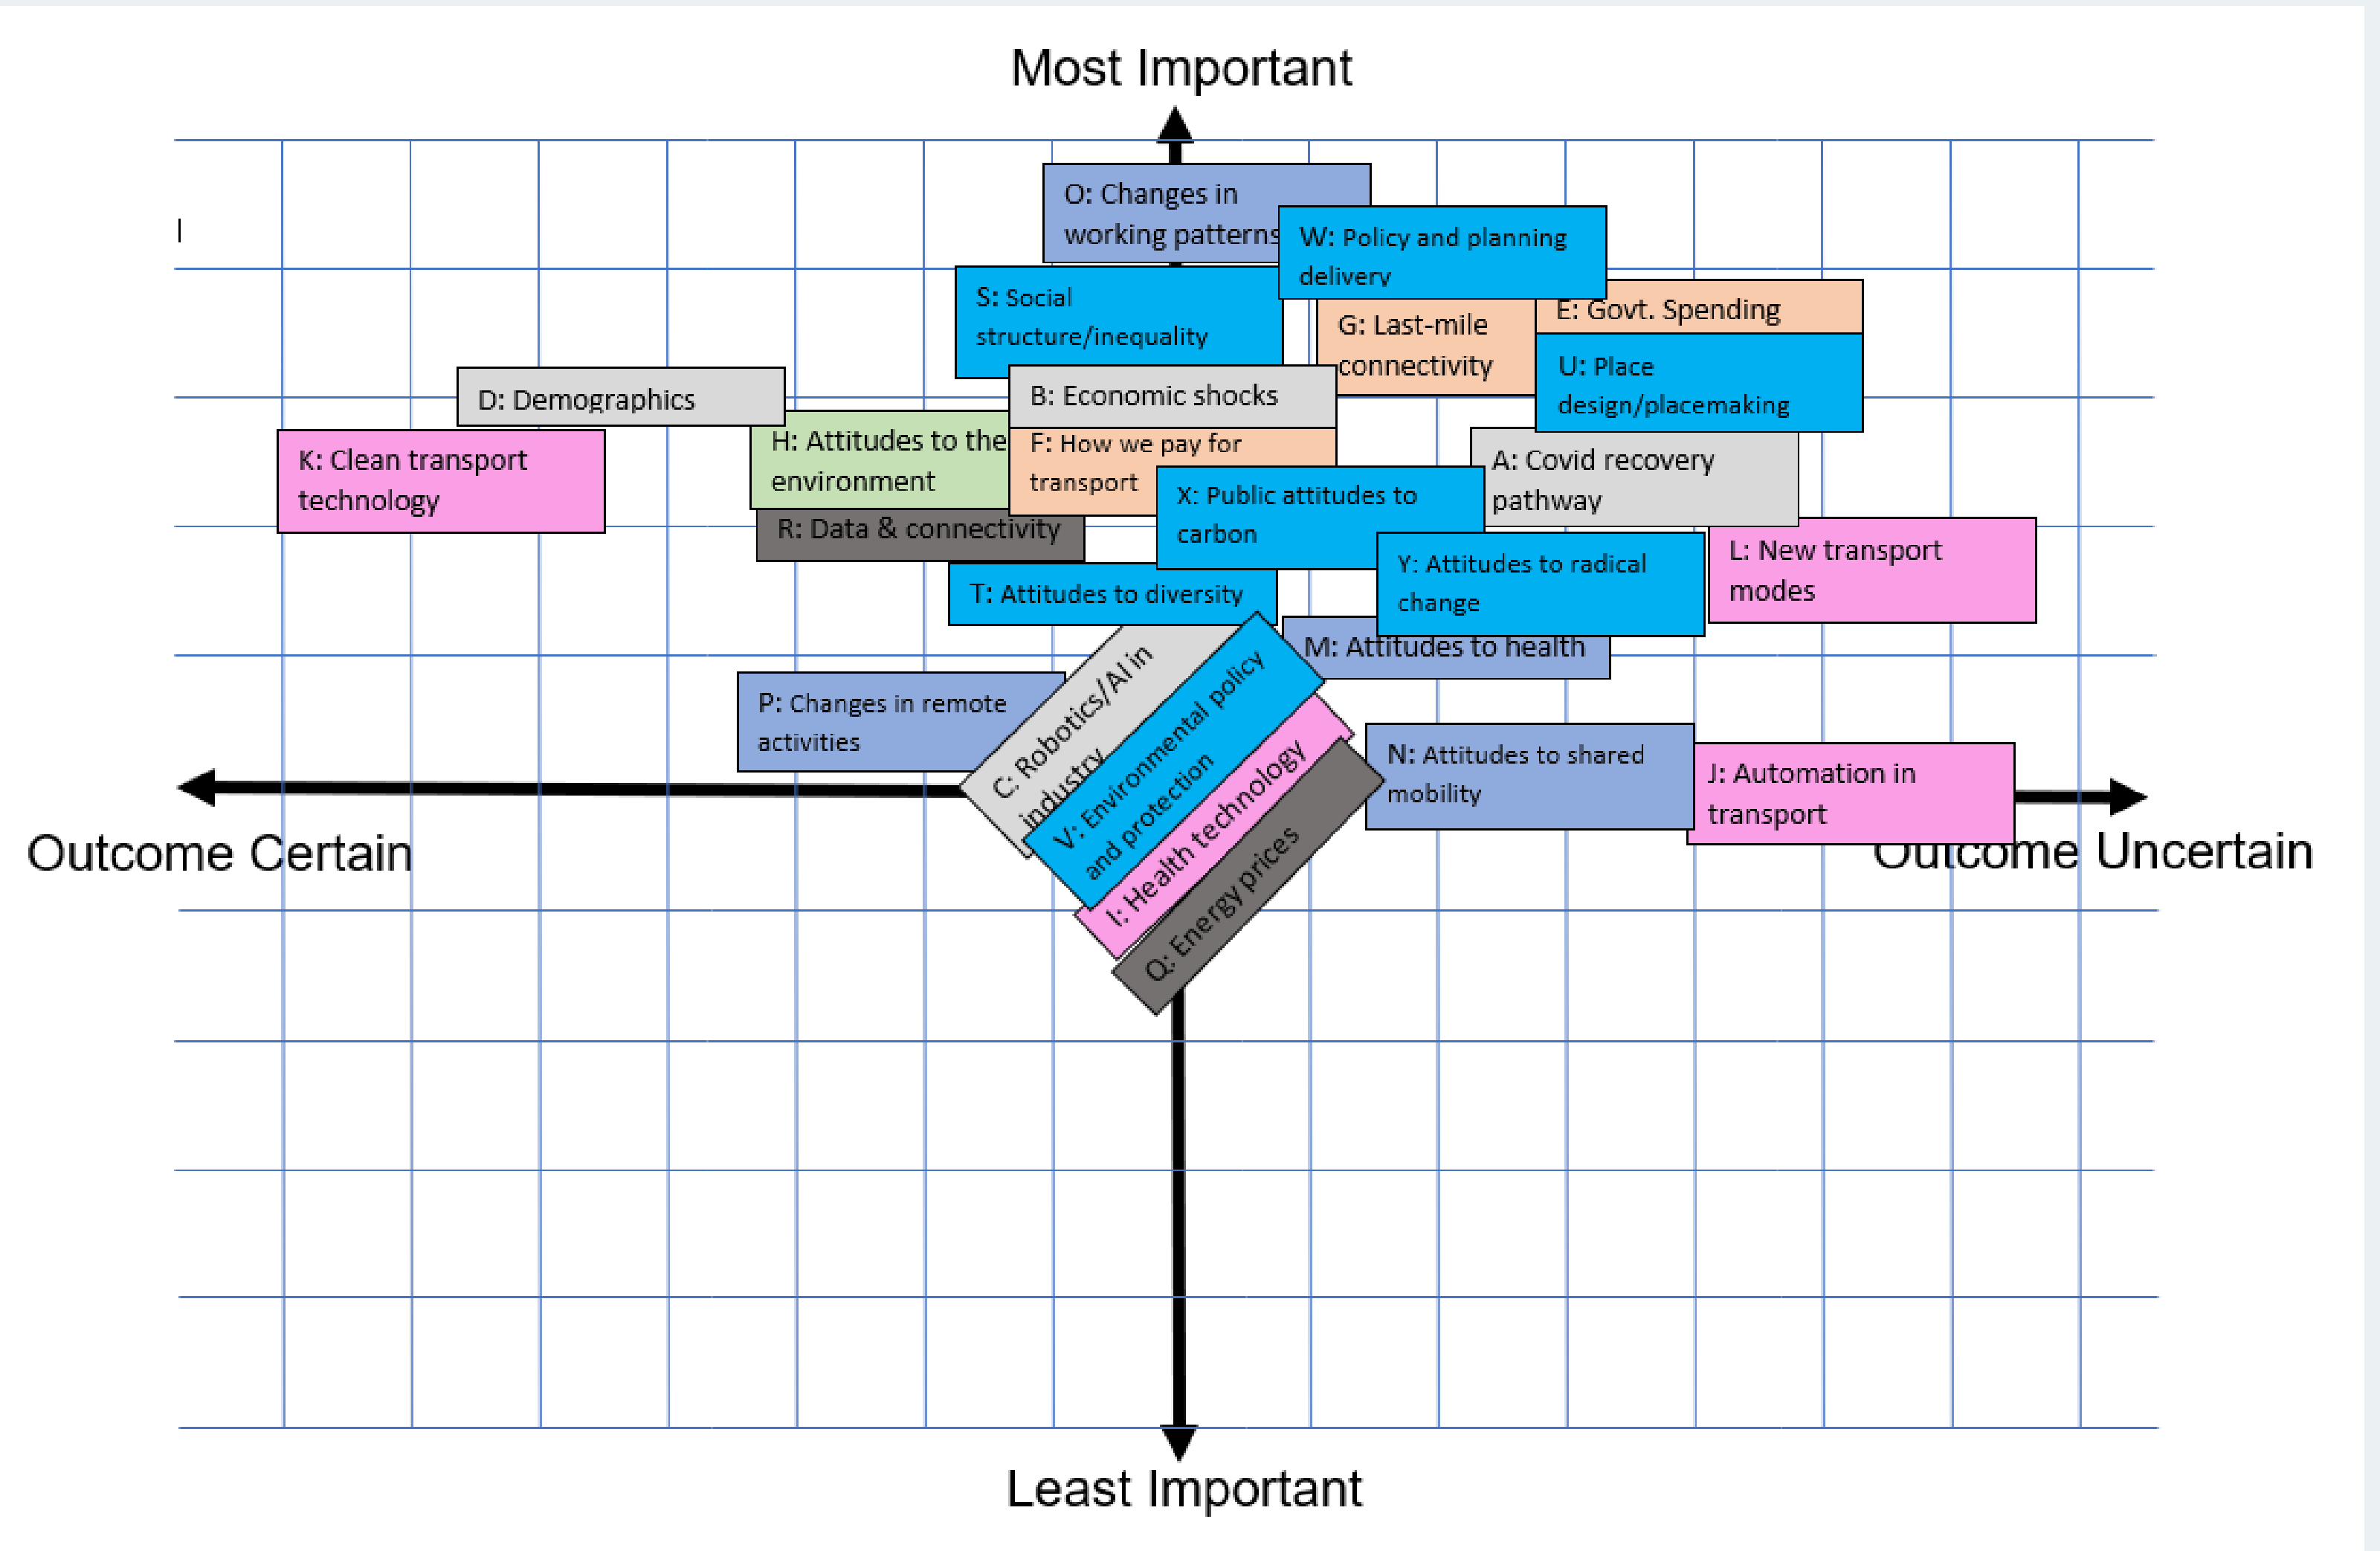 Most Important
O: Changes in
working patterns
W: Policy and planning
delivery
S: Social
structure/inequality
G: Last-mile
connectivity
E: Govt. Spending
U: Place
design/placemaking
D: Demographics
B: Economic shocks
K: Clean transport
technology
H: Attitudes to the
environment
F: How we pay for
transport
A: Covid recovery
pathway
X: Public attitudes to
carbon
R: Data & connectivity
L: New transport
modes
Y: Attitudes to radical
change
T: Attitudes to diversity
M: Attitudes to health
P: Changes in remote
activities
C: Robotics/AI in
industry
V: Environmental policy
and protection
I: Health technology
Q: Energy prices
N: Attitudes to shared
mobility
J: Automation in
transport
Outcome Certain
Outcome Uncertain
Least Important